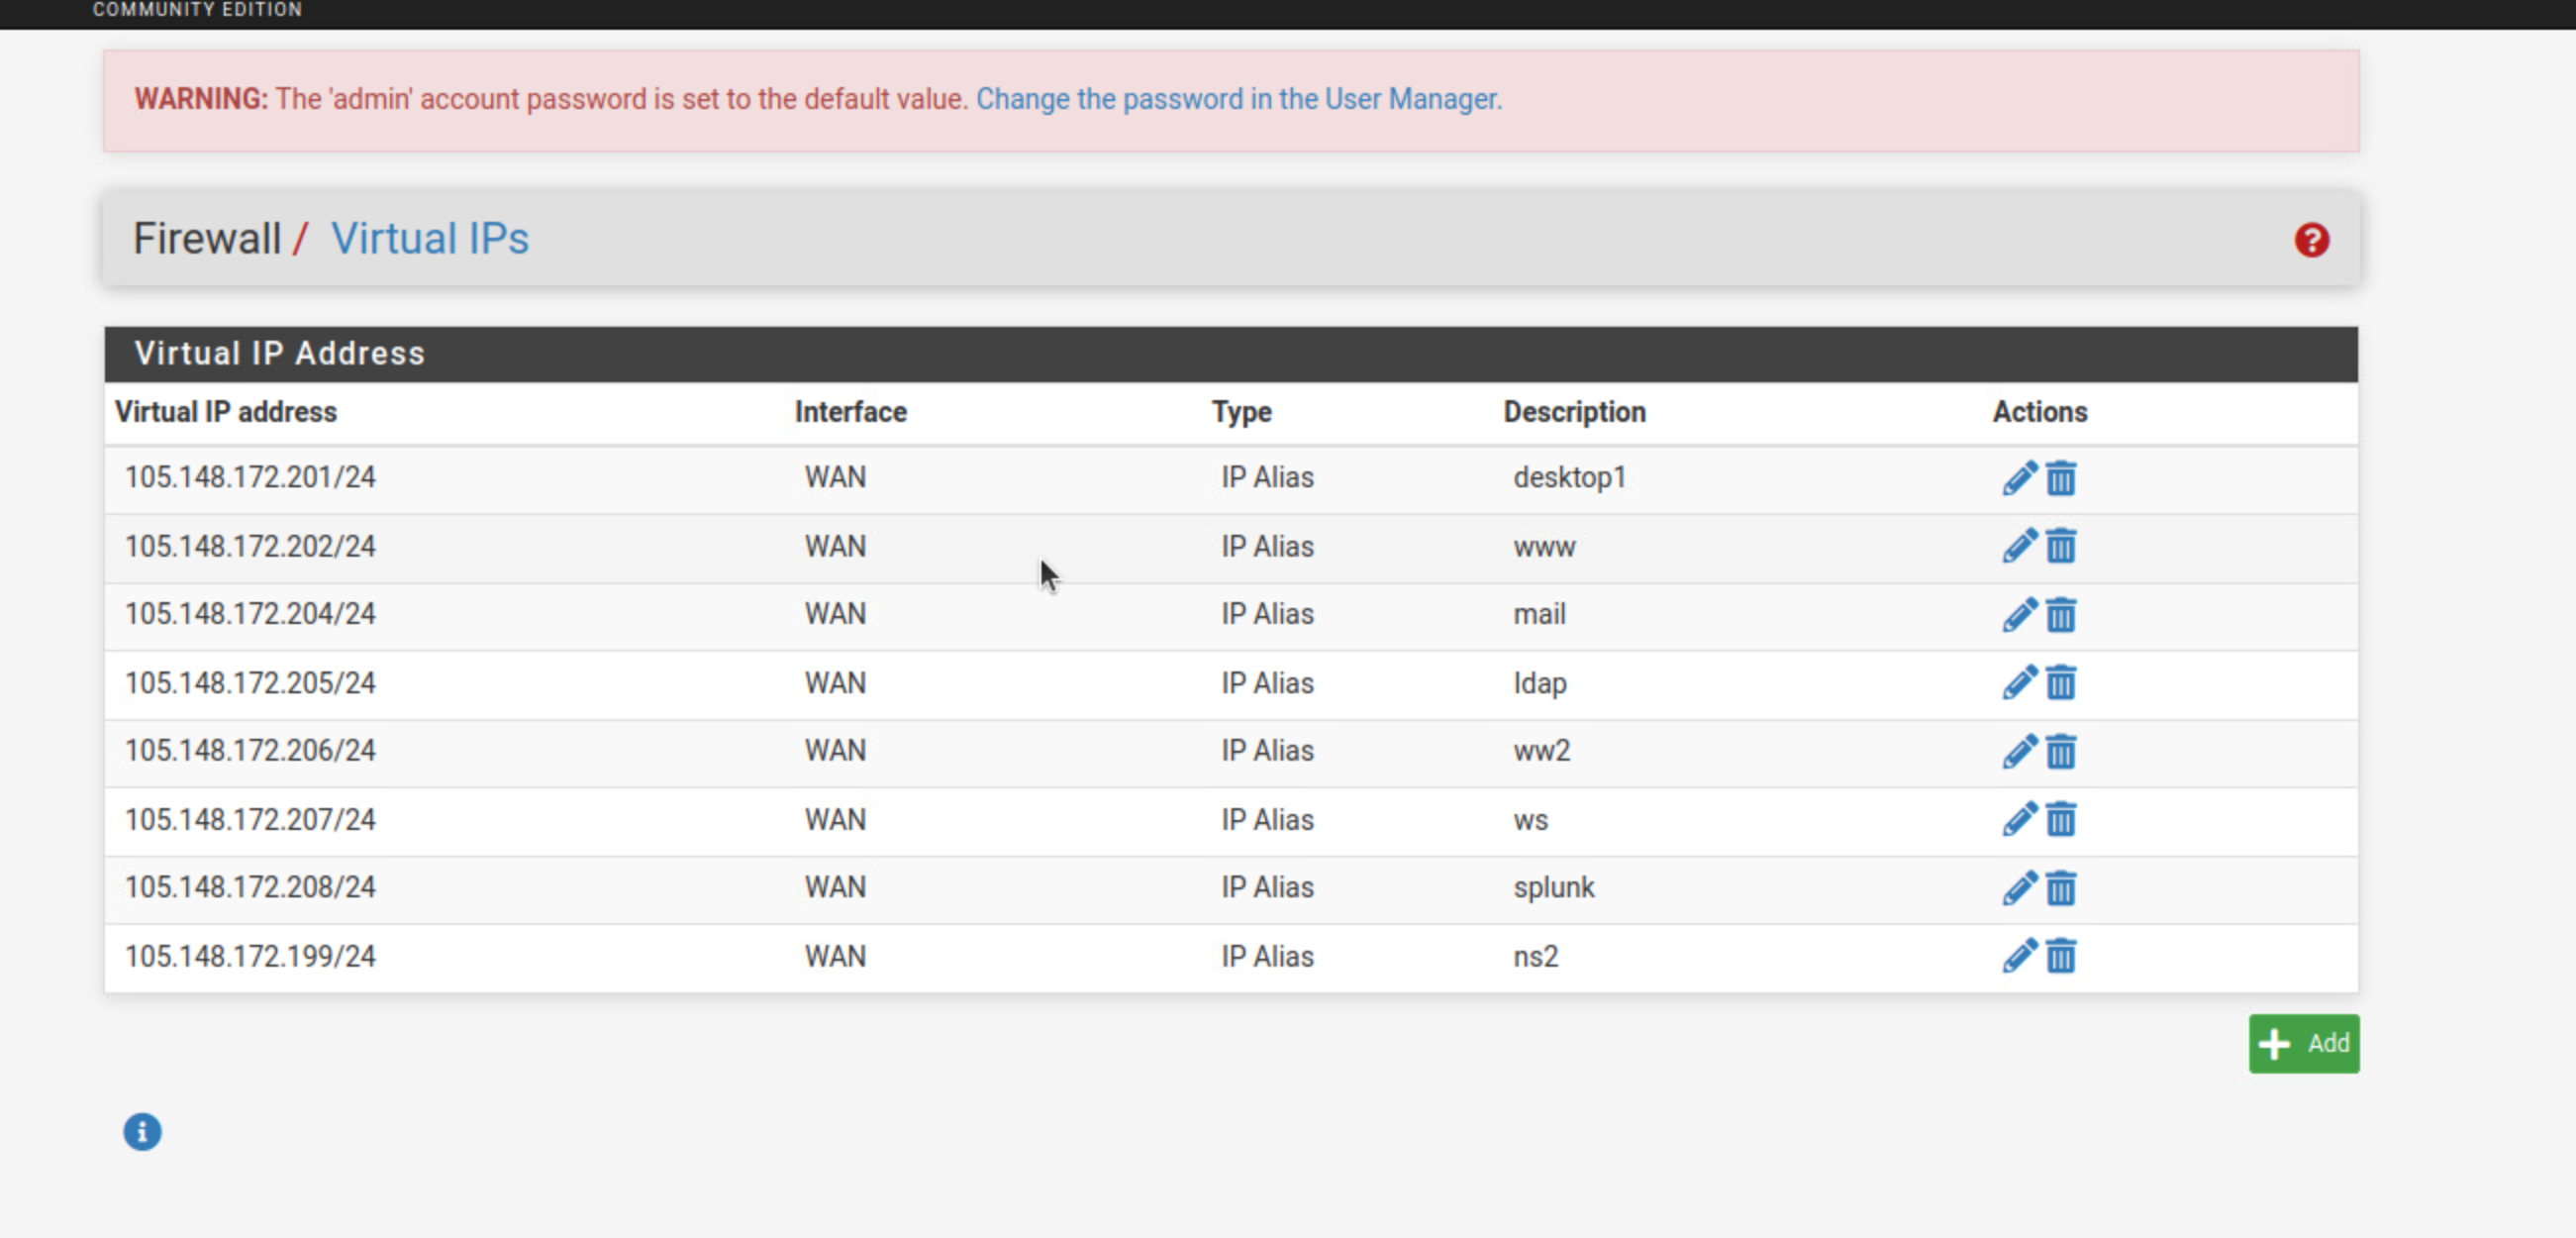 COMMUNITY EDITION
WARNING: The 'admin' account password is set to the default value. Change the password in the User Manager.
Firewall / Virtual IPs
Virtual IP Address
Virtual IP address Interface Type Description Actions
105.148.172.201/24 WAN IP Alias desktop1
105.148.172.202/24 WAN IP Alias www
105.148.172.204/24 WAN IP Alias mail
105.148.172.205/24 WAN IP Alias ldap
105.148.172.206/24 WAN IP Alias ww2
105.148.172.207/24 WAN IP Alias ws
105.148.172.208/24 WAN IP Alias splunk
105.148.172.199/24 WAN IP Alias ns2
Add